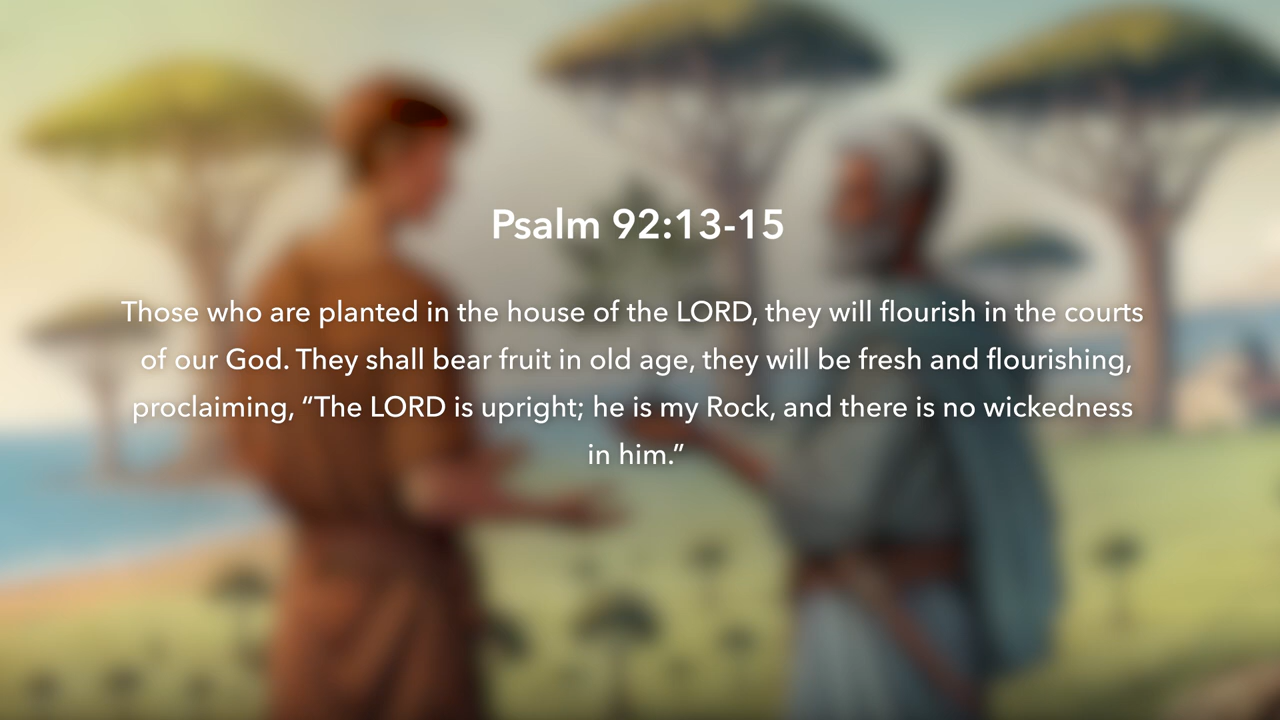 Psalm 92:13-15
Those who are planted in the house of the LORD, they will flourish in the courts
of our God. They shall bear fruit in old age, they will be fresh and flourishing,
proclaiming, “The LORD is upright; he is my Rock, and there is no wickedness
in him.”